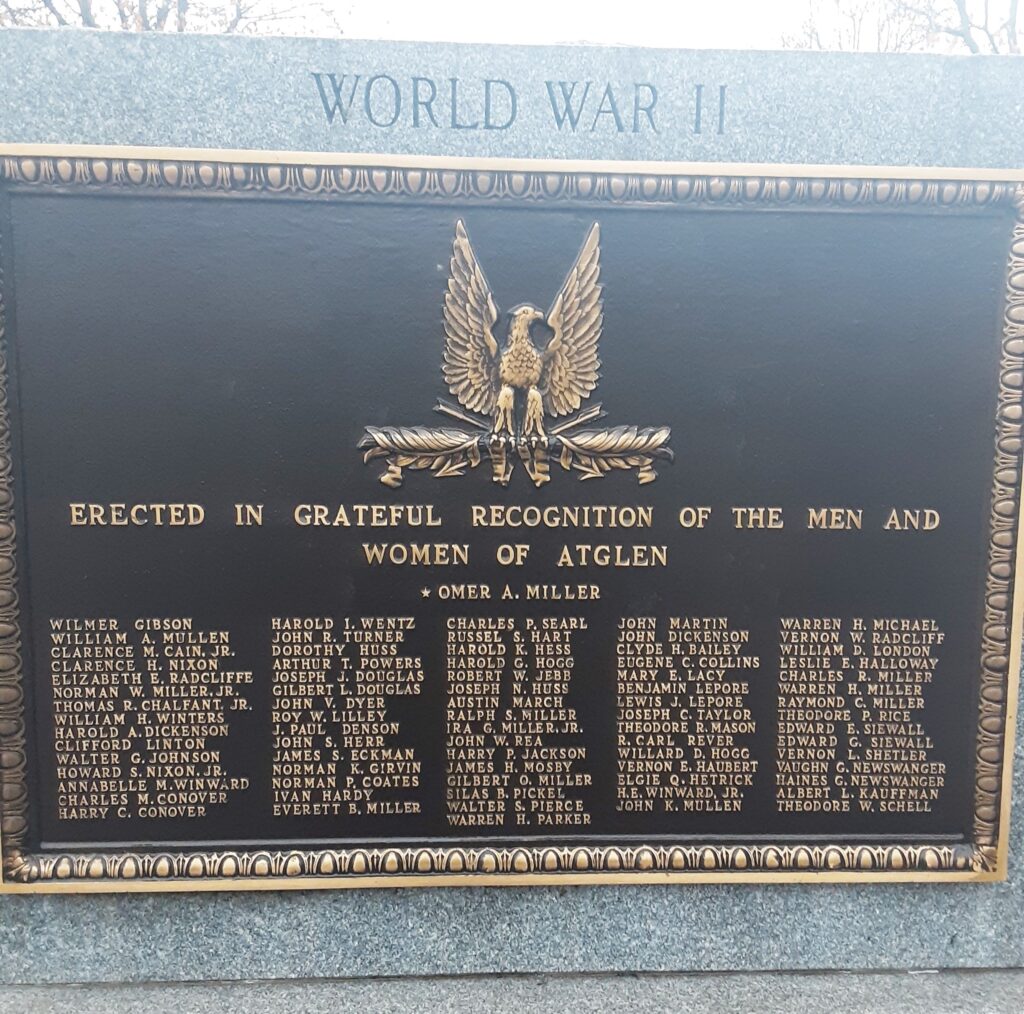 WORLD WAR II
ERECTED IN GRATEFUL RECOGNITION OF THE MEN AND
WOMEN OF ATGLEN
★ OMER A. MILLER
WILMER GIBSON
WILLIAM A. MULLEN
CLARENCE M. CAIN, JR.
CLARENCE H. NIXON
ELIZABETH E. RADCLIFFE
NORMAN W. MILLER, JR.
THOMAS R. CHALFANT, JR.
WILLIAM H. WINTERS
HAROLD A. DICKENSON
CLIFFORD LINTON
WALTER G. JOHNSON
HOWARD S. NIXON, JR.
ANNABELLE M. WINWARD
CHARLES M. CONOVER
HARRY C. CONOVER
HAROLD I. WENTZ
JOHN R. TURNER
DOROTHY HUSS
ARTHUR T. POWERS
JOSEPH J. DOUGLAS
GILBERT L. DOUGLAS
JOHN V. DYER
ROY W. LILLEY
J. PAUL DENSON
JOHN S. HERR
JAMES S. ECKMAN
NORMAN K. GIRVIN
NORMAN P. COATES
IVAN HARDY
EVERETT B. MILLER
CHARLES P. SEARL
RUSSEL S. HART
HAROLD K. HESS
HAROLD G. HOGG
ROBERT W. JEBB
JOSEPH N. HUSS
AUSTIN MARCH
RALPH S. MILLER
IRA G. MILLER, JR.
JOHN W. REA
HARRY P. JACKSON
JAMES H. MOSBY
GILBERT O. MILLER
SILAS B. PICKEL
WALTER S. PIERCE
WARREN H. PARKER
JOHN MARTIN
JOHN DICKENSON
CLYDE H. BAILEY
EUGENE C. COLLINS
MARY E. LACY
BENJAMIN LEPORE
LEWIS J. LEPORE
JOSEPH C. TAYLOR
THEODORE R. MASON
R. CARL REVER
WILLARD D. HOGG
VERNON E. HAUBERT
ELGIE Q. HETRICK
H.E. WINWARD, JR.
JOHN K. MULLEN
WARREN H. MICHAEL
VERNON W. RADCLIFF
WILLIAM D. LONDON
LESLIE E. HALLOWAY
CHARLES R. MILLER
WARREN H. MILLER
RAYMOND C. MILLER
THEODORE P. RICE
EDWARD E. SIEWALL
EDWARD G. SIEWALL
VERNON L. SHETLER
VAUGHN G. NEWSWANGER
HAINES G. NEWSWANGER
ALBERT L. KAUFFMAN
THEODORE W. SCHELL